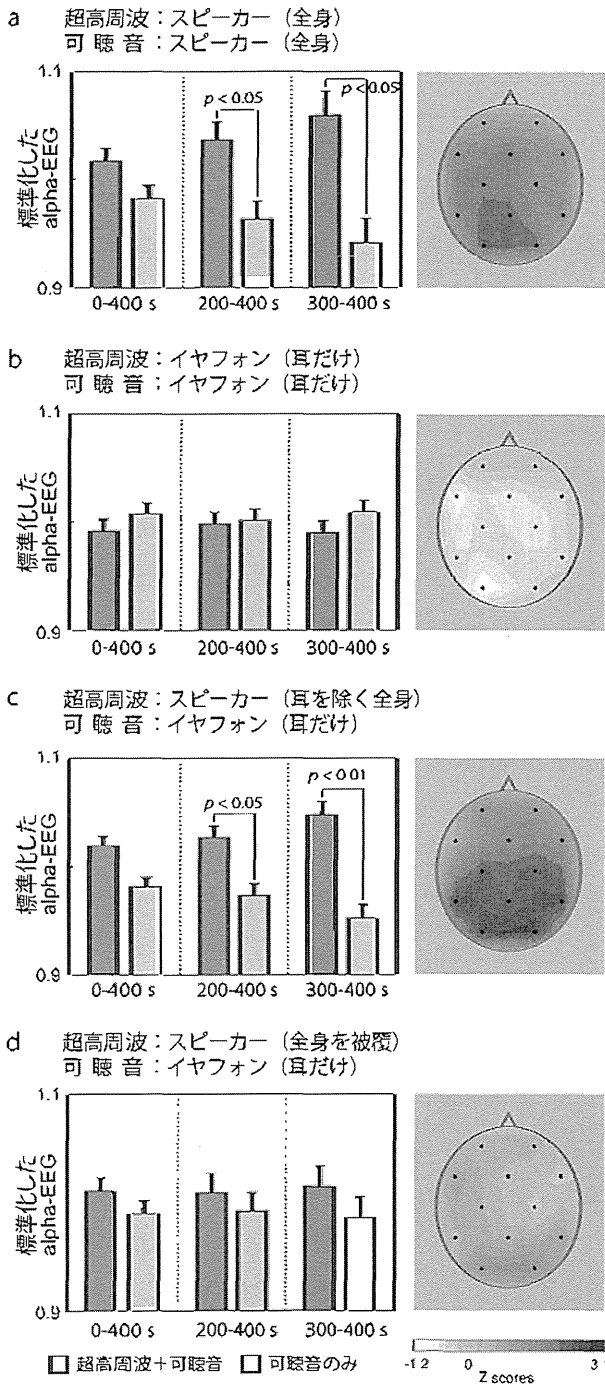 a 超高周波：スピーカー（全身）
可 聴 音：スピーカー（全身）
標準化した
alpha-EEG
1.1
0.9
p < 0.05
p < 0.05
0-400 s 200-400 s 300-400 s
b 超高周波：イヤフォン（耳だけ）
可 聴 音：イヤフォン（耳だけ）
標準化した
alpha-EEG
1.1
0.9
0-400 s 200-400 s 300-400 s
c 超高周波：スピーカー（耳を除く全身）
可 聴 音：イヤフォン（耳だけ）
標準化した
alpha-EEG
1.1
0.9
p < 0.05
p < 0.01
0-400 s 200-400 s 300-400 s
d 超高周波：スピーカー（全身を被覆）
可 聴 音：イヤフォン（耳だけ）
標準化した
alpha-EEG
1.1
0.9
0-400 s 200-400 s 300-400 s
超高周波＋可聴音 可聴音のみ
0
Z scores